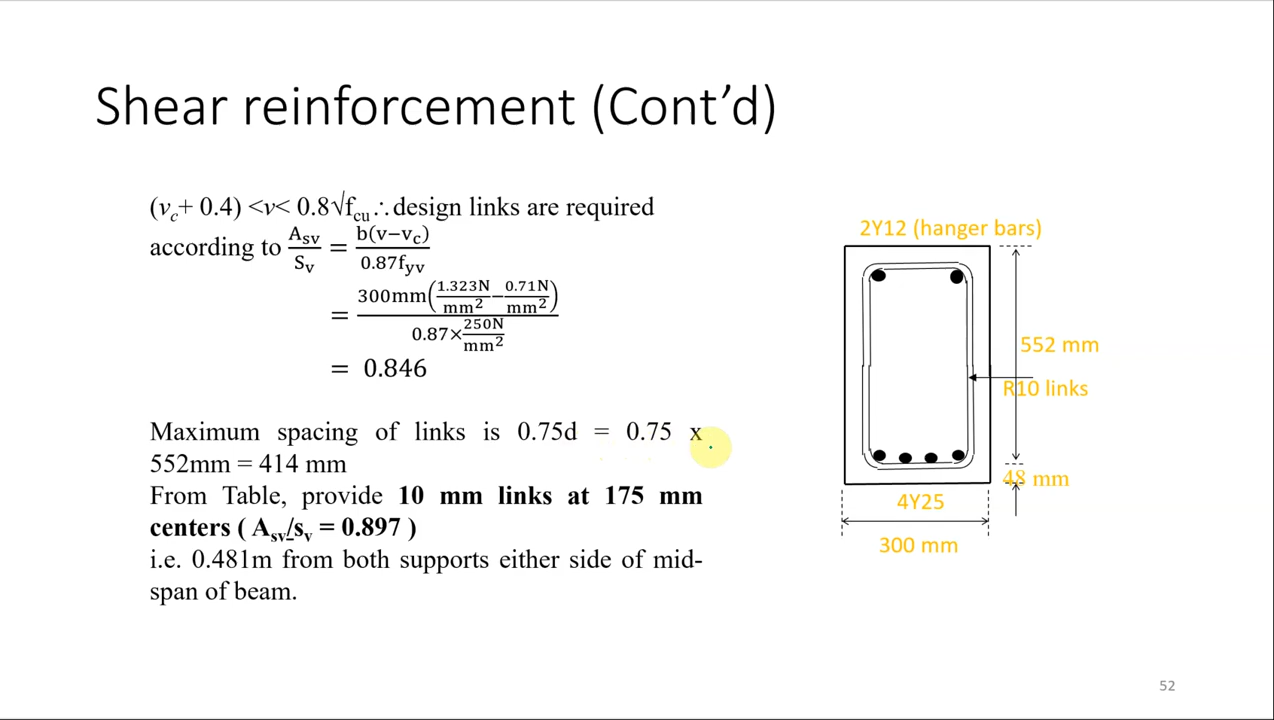 Shear reinforcement (Cont’d)
(vc+ 0.4) <v< 0.8√fcu∴design links are required
according to Asv/Sv = b(v−vc)/0.87fyv
= 300mm(1.323N/mm2−0.71N/mm2)/0.87×250N/mm2
= 0.846
Maximum spacing of links is 0.75d = 0.75 x
552mm = 414 mm
From Table, provide 10 mm links at 175 mm
centers ( Asv/sv = 0.897 )
i.e. 0.481m from both supports either side of mid-
span of beam.
2Y12 (hanger bars)
552 mm
R10 links
48 mm
4Y25
300 mm
52